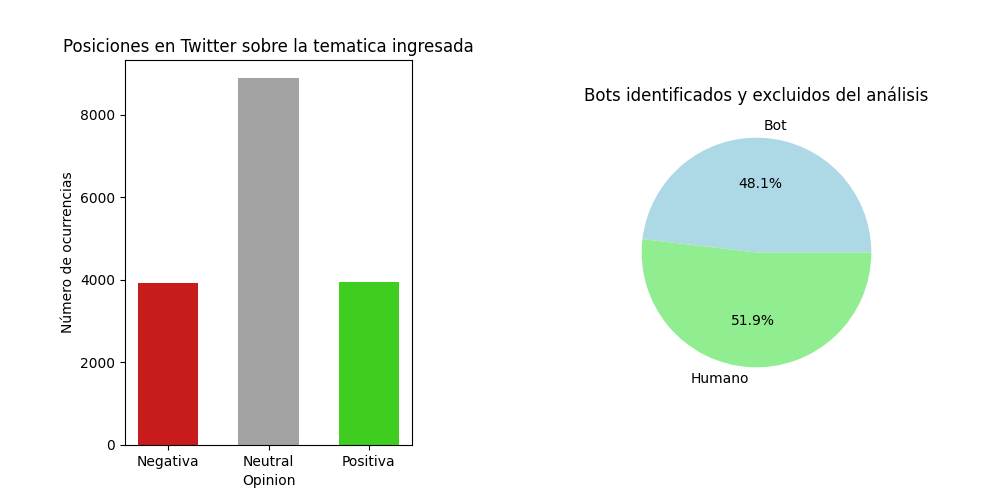 Posiciones en Twitter sobre la tematica ingresada
Número de ocurrencias
8000
6000
4000
2000
0
Negativa
Neutral
Positiva
Opinion
Bots identificados y excluidos del análisis
Bot
48.1%
51.9%
Humano